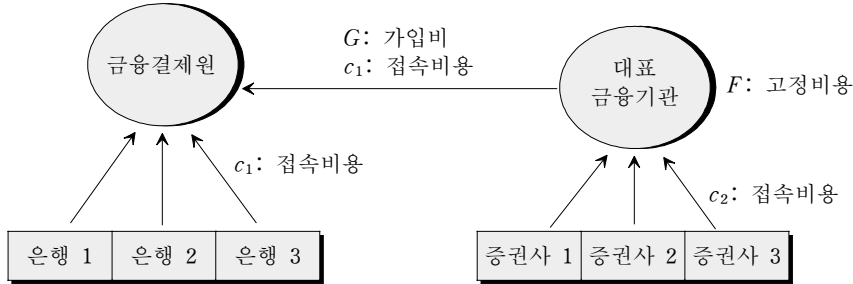 금융결제원
G: 가입비
c₁: 접속비용
대표
금융기관
F: 고정비용
c₁: 접속비용
c₂: 접속비용
은행 1 은행 2 은행 3
증권사 1 증권사 2 증권사 3